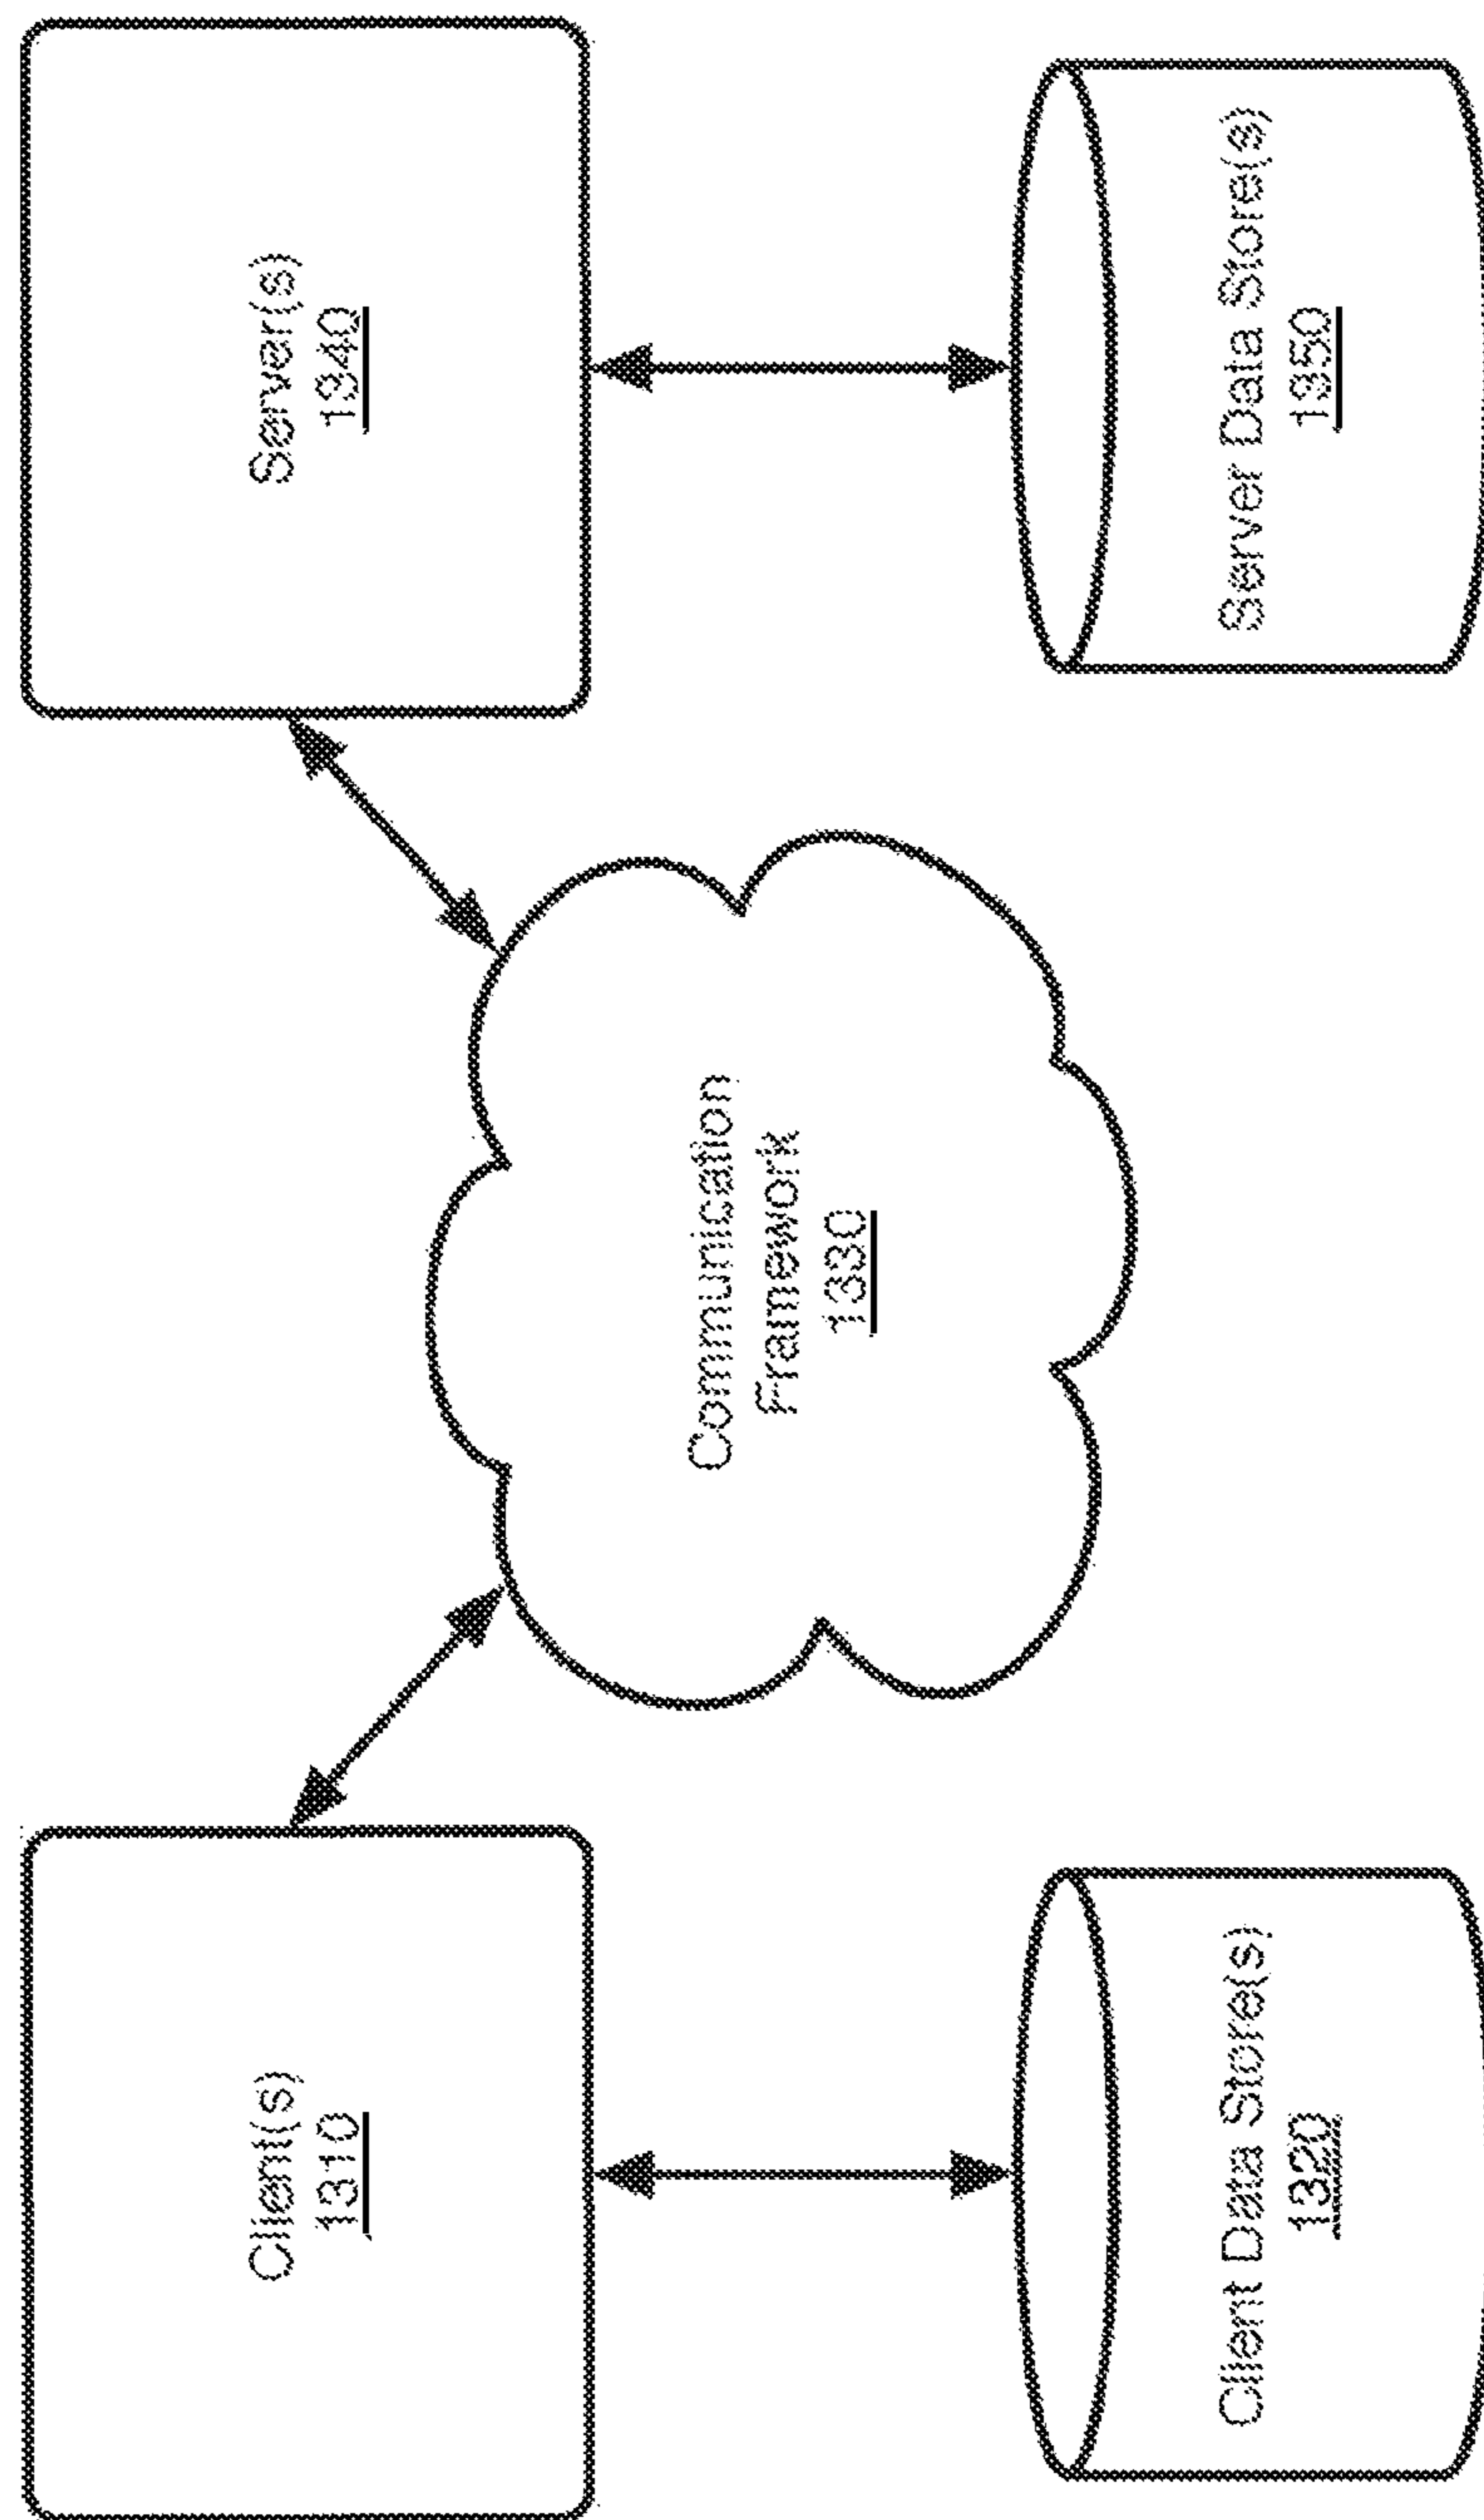 Client(s)
1310
Communication
Framework
1330
Server(s)
1340
Client Data Store(s)
1320
Server Data Store(s)
1350